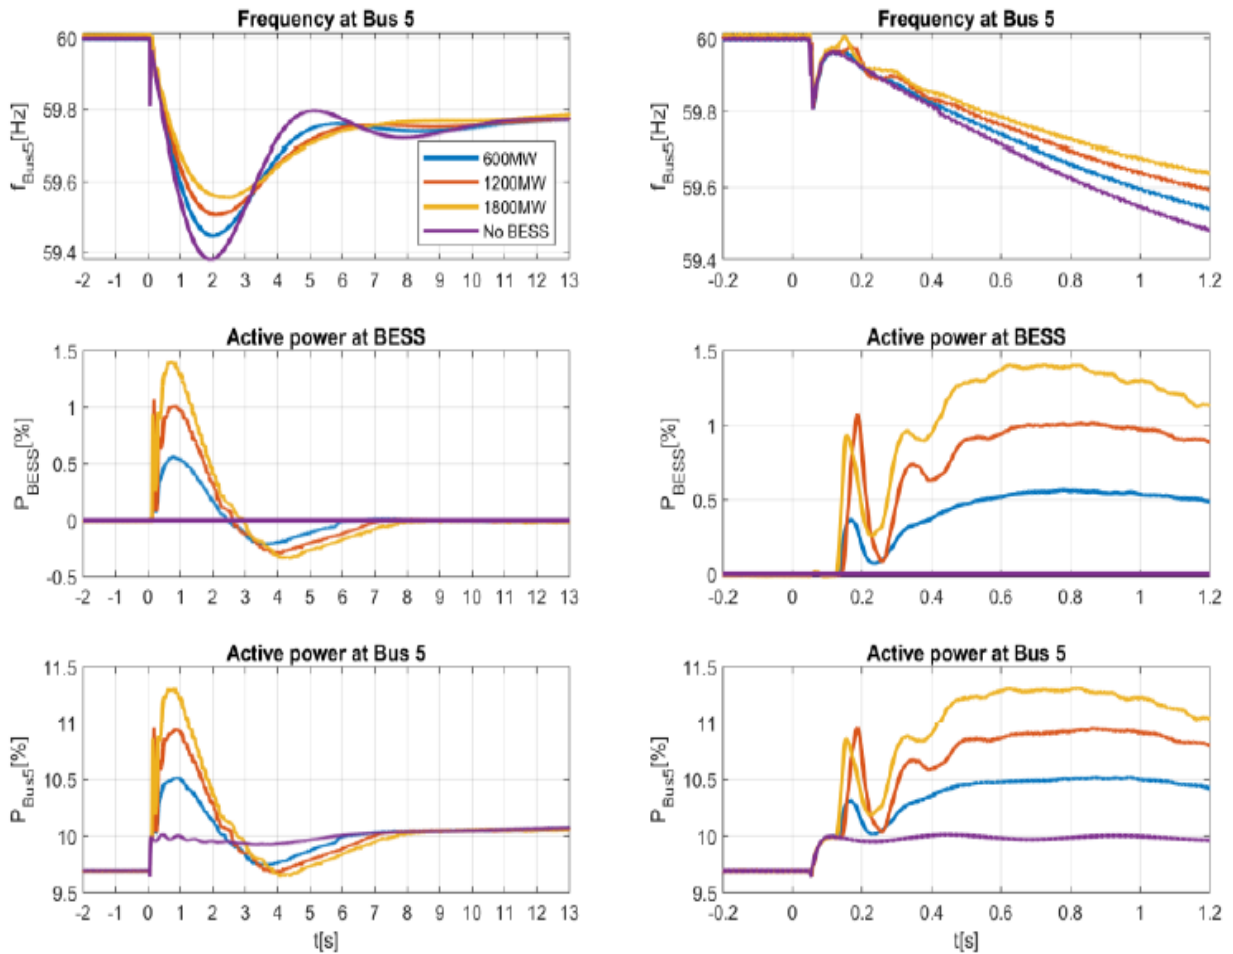 Frequency at Bus 5
f_Bus5[Hz]
60
59.8
59.6
59.4
600MW
1200MW
1800MW
No BESS
-2 -1 0 1 2 3 4 5 6 7 8 9 10 11 12 13
Frequency at Bus 5
f_Bus5[Hz]
60
59.8
59.6
59.4
-0.2 0 0.2 0.4 0.6 0.8 1 1.2
Active power at BESS
P_BESS[%]
1.5
1
0.5
0
-0.5
-2 -1 0 1 2 3 4 5 6 7 8 9 10 11 12 13
Active power at BESS
P_BESS[%]
1.5
1
0.5
0
-0.2 0 0.2 0.4 0.6 0.8 1 1.2
Active power at Bus 5
P_Bus5[%]
11.5
11
10.5
10
9.5
-2 -1 0 1 2 3 4 5 6 7 8 9 10 11 12 13
t[s]
Active power at Bus 5
P_Bus5[%]
11.5
11
10.5
10
9.5
-0.2 0 0.2 0.4 0.6 0.8 1 1.2
t[s]